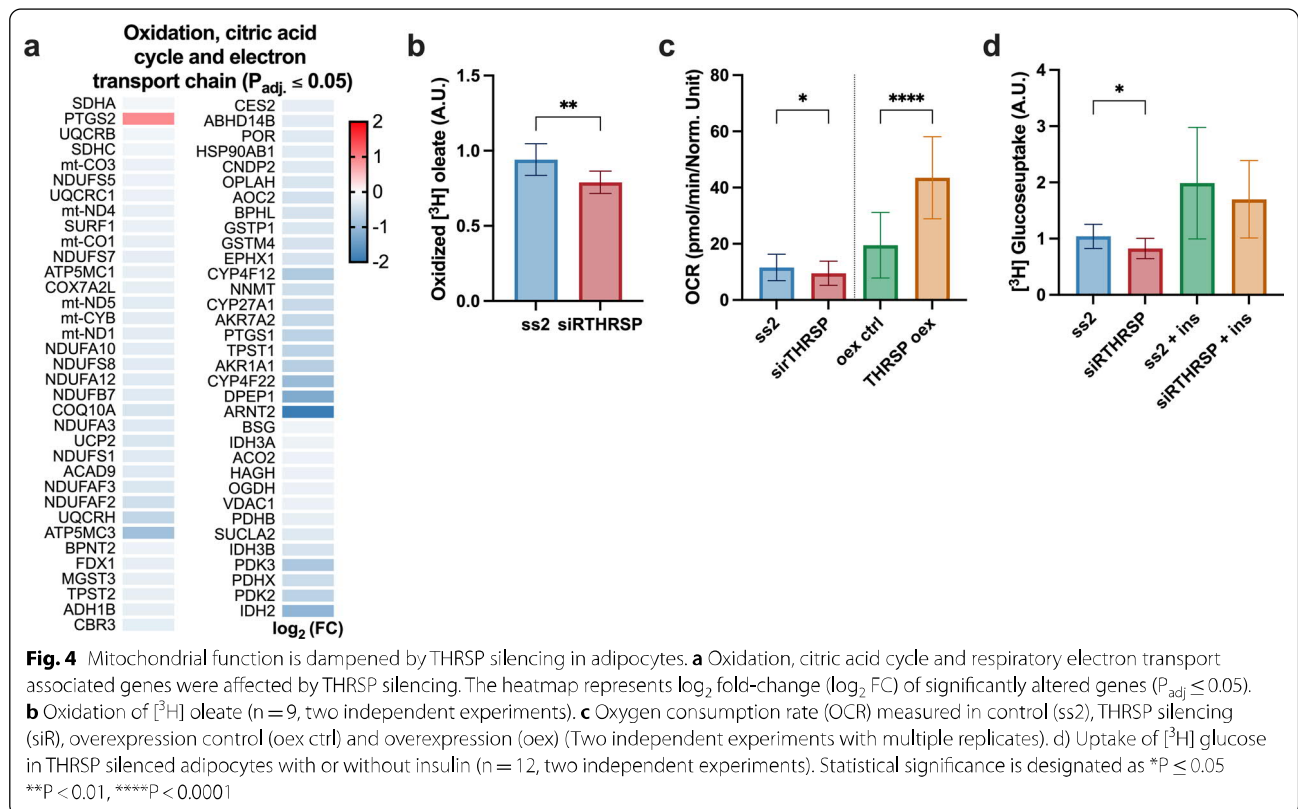 a
Oxidation, citric acid
cycle and electron
transport chain (Padj. ≤ 0.05)
SDHA
PTGS2
UQCRB
SDHC
mt-CO3
NDUFS5
UQCRC1
mt-ND4
SURF1
mt-CO1
NDUFS7
ATP5MC1
COX7A2L
mt-ND5
mt-CYB
mt-ND1
NDUFA10
NDUFS8
NDUFA12
NDUFB7
COQ10A
NDUFA3
UCP2
NDUFS1
ACAD9
NDUFAF3
NDUFAF2
UQCRH
ATP5MC3
BPNT2
FDX1
MGST3
TPST2
ADH1B
CBR3
CES2
ABHD14B
POR
HSP90AB1
CNDP2
OPLAH
AOC2
BPHL
GSTP1
GSTM4
EPHX1
CYP4F12
NNMT
CYP27A1
AKR7A2
PTGS1
TPST1
AKR1A1
CYP4F22
DPEP1
ARNT2
BSG
IDH3A
ACO2
HAGH
OGDH
VDAC1
PDHB
SUCLA2
IDH3B
PDK3
PDHX
PDK2
IDH2
log2 (FC)
2
1
0
-1
-2
b
Oxidized [3H] oleate (A.U.)
1.5
1.0
0.5
0.0
**
ss2 siRTHRSP
c
OCR (pmol/min/Norm. Unit)
80
60
40
20
0
*
****
ss2
sirTHRSP
oex ctrl
THRSP oex
d
[3H] Glucoseuptake (A.U.)
4
3
2
1
0
*
ss2
siRTHRSP
ss2 + ins
siRTHRSP + ins
Fig. 4 Mitochondrial function is dampened by THRSP silencing in adipocytes. a Oxidation, citric acid cycle and respiratory electron transport
associated genes were affected by THRSP silencing. The heatmap represents log2 fold-change (log2 FC) of significantly altered genes (Padj ≤ 0.05).
b Oxidation of [3H] oleate (n = 9, two independent experiments). c Oxygen consumption rate (OCR) measured in control (ss2), THRSP silencing
(siR), overexpression control (oex ctrl) and overexpression (oex) (Two independent experiments with multiple replicates). d) Uptake of [3H] glucose
in THRSP silenced adipocytes with or without insulin (n = 12, two independent experiments). Statistical significance is designated as *P ≤ 0.05
**P < 0.01, ****P < 0.0001